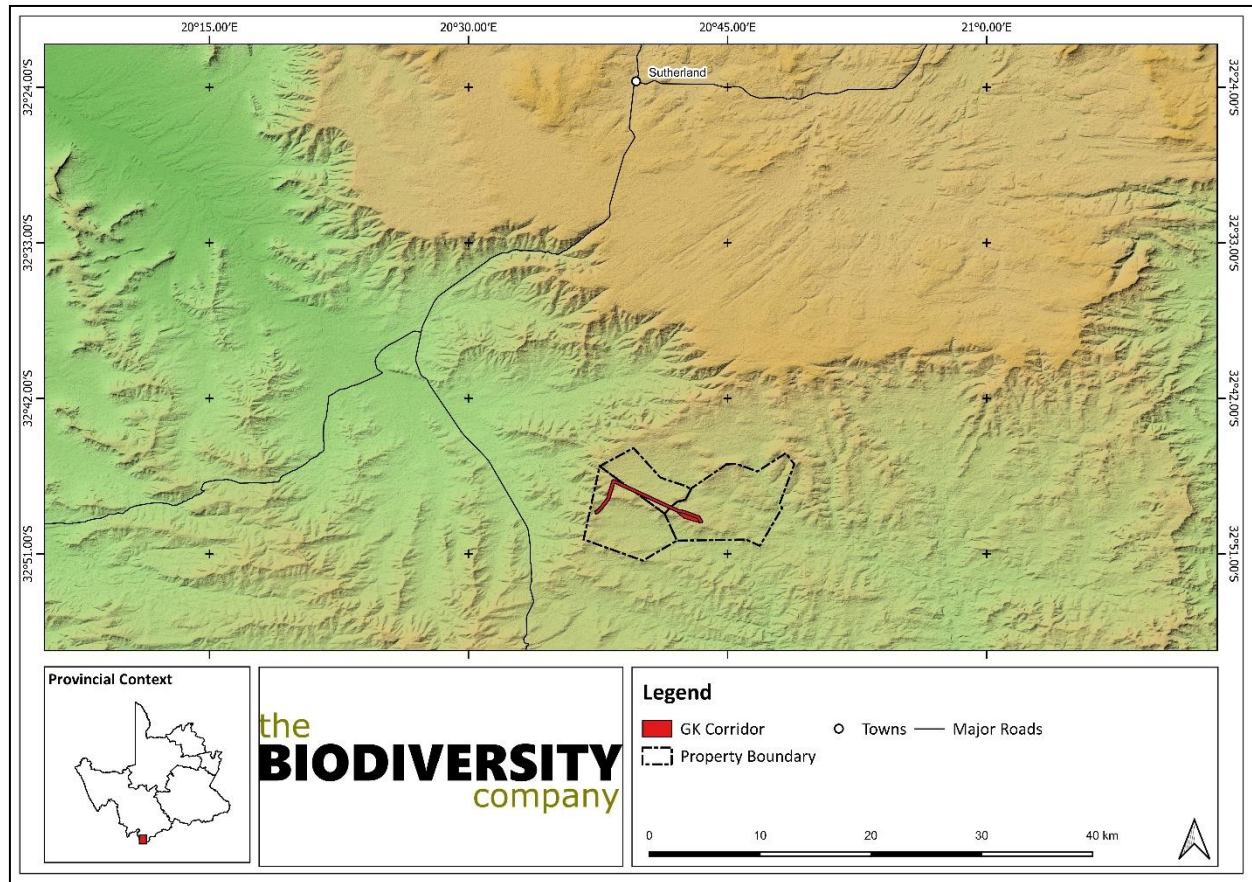 20°15.00'E 20°30.00'E 20°45.00'E 21°0.00'E
Sutherland
32°24.00'S 32°24.00'S
32°33.00'S 32°33.00'S
32°42.00'S 32°42.00'S
32°51.00'S 32°51.00'S
Provincial Context
the
BIODIVERSITY
company
Legend
GK Corridor Towns Major Roads
Property Boundary
0 10 20 30 40 km